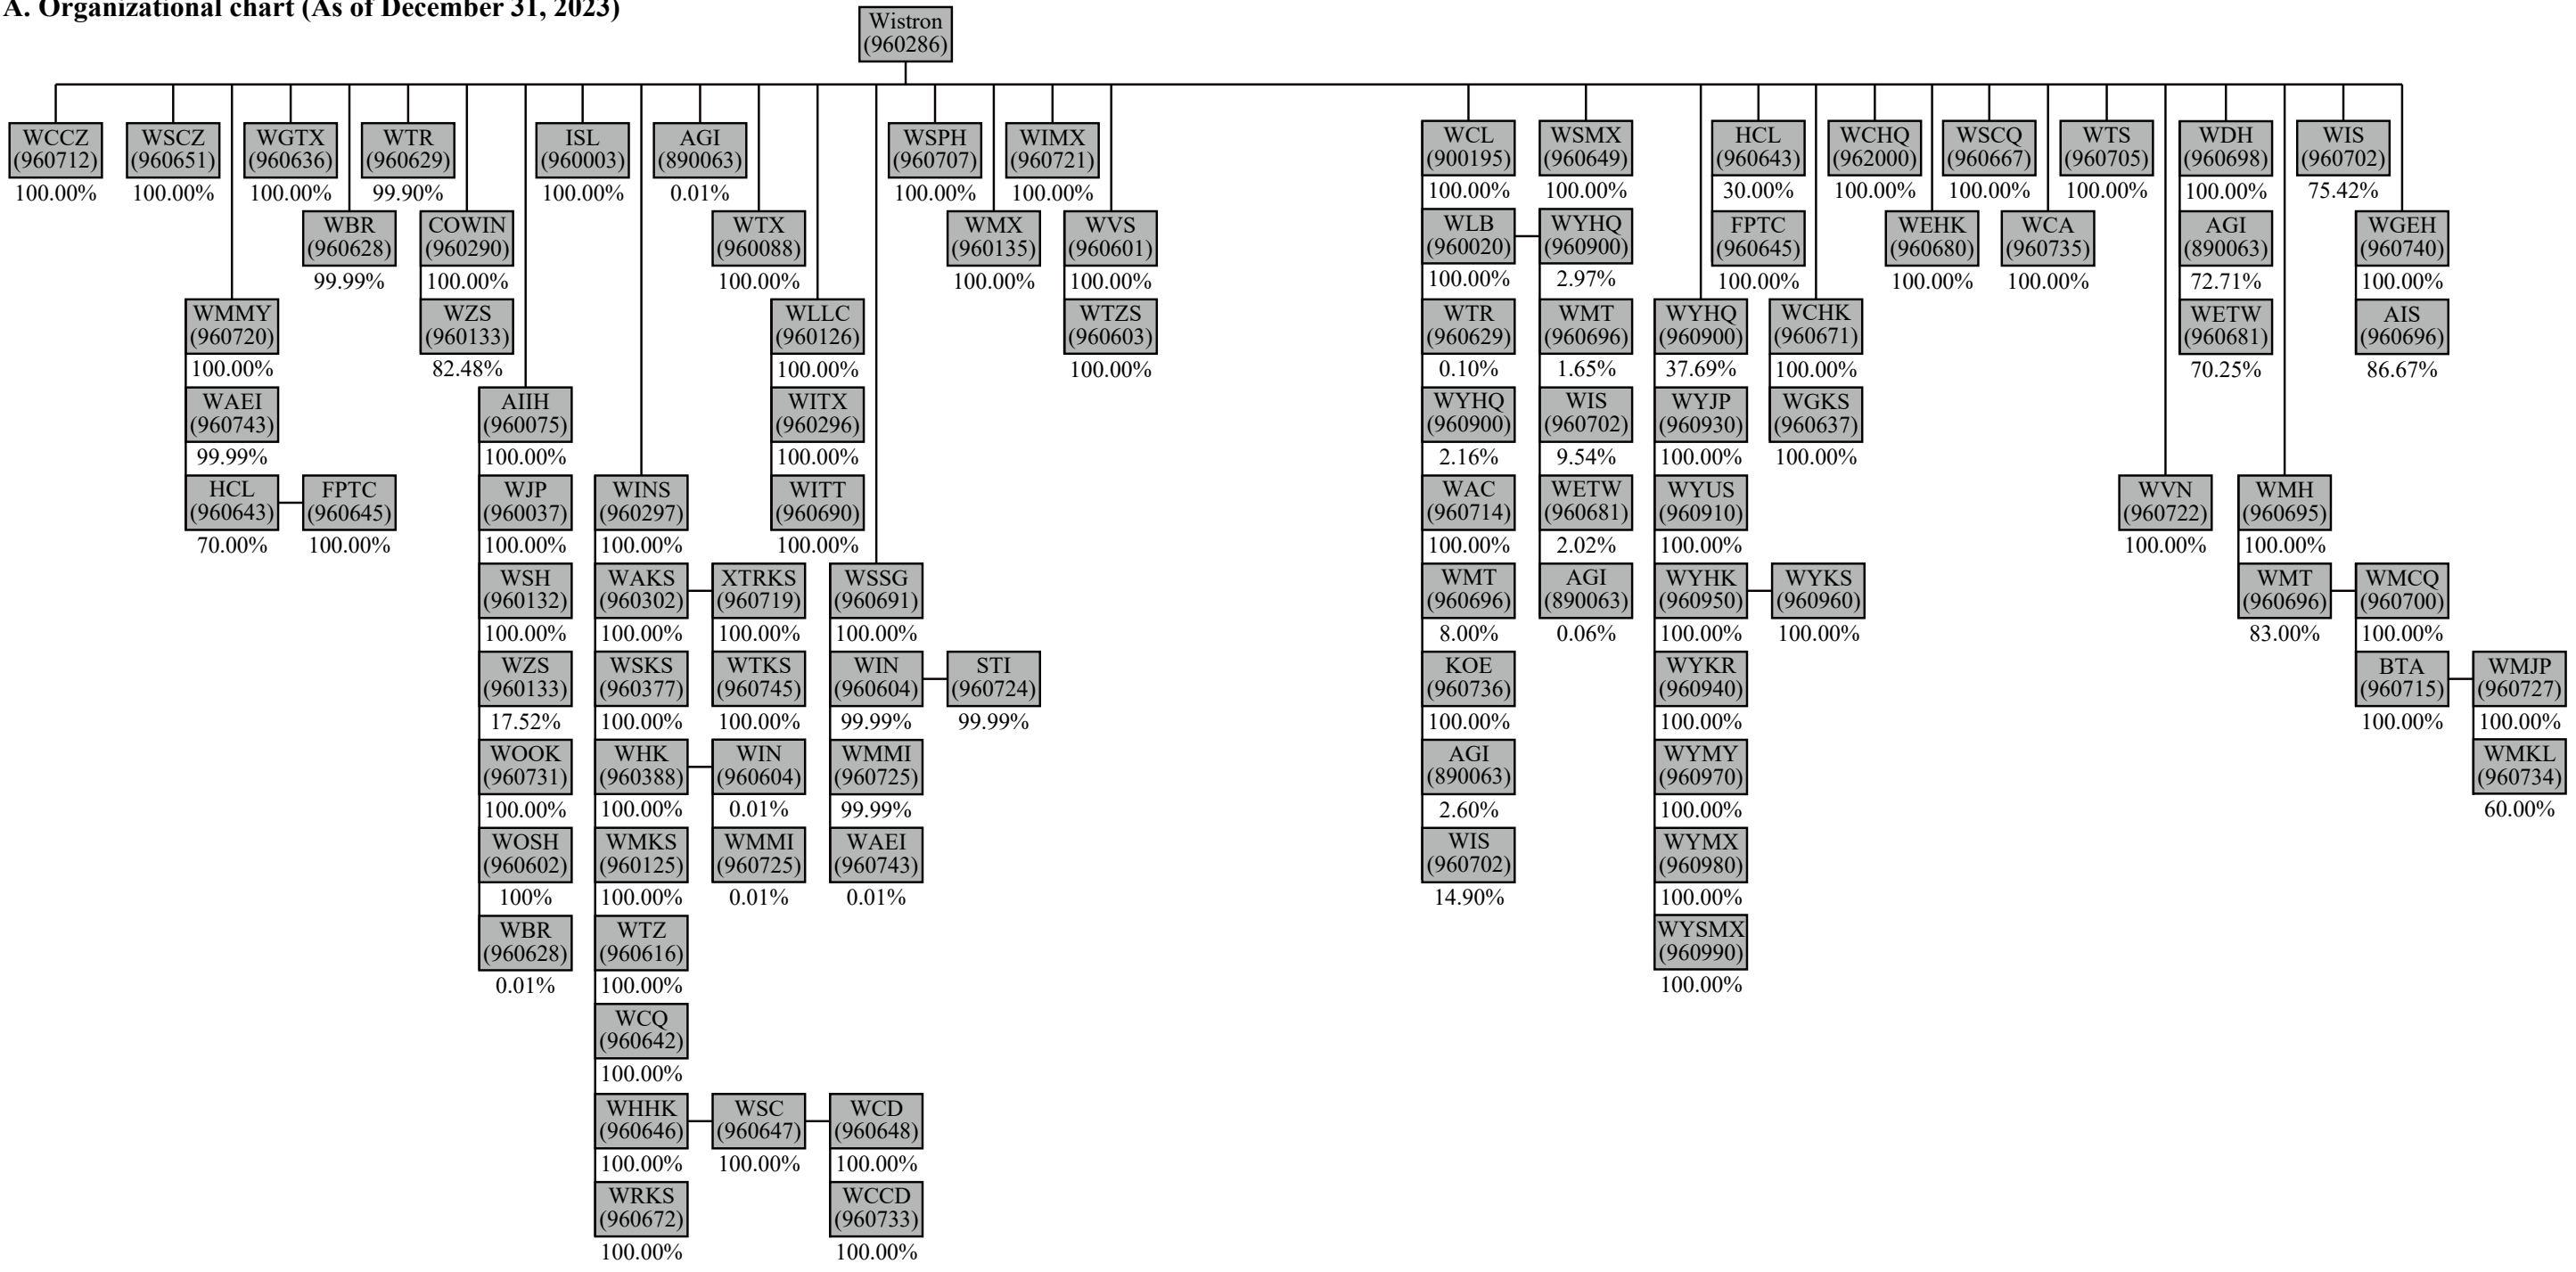 A. Organizational chart (As of December 31, 2023)
Wistron
(960286)
WCCZ
(960712)
100.00%
WSCZ
(960651)
100.00%
WMMY
(960720)
100.00%
WAEI
(960743)
99.99%
HCL
(960643)
70.00%
FPTC
(960645)
100.00%
WGTX
(960636)
100.00%
WBR
(960628)
99.99%
WTR
(960629)
99.90%
COWIN
(960290)
100.00%
WZS
(960133)
82.48%
AIIH
(960075)
100.00%
WJP
(960037)
100.00%
WSH
(960132)
100.00%
WZS
(960133)
17.52%
WOOK
(960731)
100.00%
WOSH
(960602)
100%
WBR
(960628)
0.01%
ISL
(960003)
100.00%
WINS
(960297)
100.00%
WAKS
(960302)
100.00%
WSKS
(960377)
100.00%
WHK
(960388)
100.00%
WMKS
(960125)
100.00%
WTZ
(960616)
100.00%
WCQ
(960642)
100.00%
WHHK
(960646)
100.00%
WRKS
(960672)
100.00%
XTRKS
(960719)
100.00%
WTKS
(960745)
100.00%
WIN
(960604)
0.01%
WMMI
(960725)
0.01%
WSC
(960647)
100.00%
WCD
(960648)
100.00%
WCCD
(960733)
100.00%
AGI
(890063)
0.01%
WTX
(960088)
100.00%
WLLC
(960126)
100.00%
WITX
(960296)
100.00%
WITT
(960690)
100.00%
WSSG
(960691)
100.00%
WIN
(960604)
99.99%
STI
(960724)
99.99%
WMMI
(960725)
99.99%
WAEI
(960743)
0.01%
WSPH
(960707)
100.00%
WMX
(960135)
100.00%
WIMX
(960721)
100.00%
WVS
(960601)
100.00%
WTZS
(960603)
100.00%
WCL
(900195)
100.00%
WLB
(960020)
100.00%
WTR
(960629)
0.10%
WYHQ
(960900)
2.16%
WAC
(960714)
100.00%
WMT
(960696)
8.00%
KOE
(960736)
100.00%
AGI
(890063)
2.60%
WIS
(960702)
14.90%
WSMX
(960649)
100.00%
WYHQ
(960900)
2.97%
WMT
(960696)
1.65%
WIS
(960702)
9.54%
WETW
(960681)
2.02%
AGI
(890063)
0.06%
WYHQ
(960900)
37.69%
WYJP
(960930)
100.00%
WYUS
(960910)
100.00%
WYHK
(960950)
100.00%
WYKS
(960960)
100.00%
WYKR
(960940)
100.00%
WYMY
(960970)
100.00%
WYMX
(960980)
100.00%
WYSMX
(960990)
100.00%
HCL
(960643)
30.00%
FPTC
(960645)
100.00%
WCHK
(960671)
100.00%
WGKS
(960637)
100.00%
WCHQ
(962000)
100.00%
WEHK
(960680)
100.00%
WSCQ
(960667)
100.00%
WCA
(960735)
100.00%
WTS
(960705)
100.00%
WVN
(960722)
100.00%
WDH
(960698)
100.00%
AGI
(890063)
72.71%
WETW
(960681)
70.25%
WMH
(960695)
100.00%
WMT
(960696)
83.00%
WMCQ
(960700)
100.00%
BTA
(960715)
100.00%
WMJP
(960727)
100.00%
WMKL
(960734)
60.00%
WIS
(960702)
75.42%
WGEH
(960740)
100.00%
AIS
(960696)
86.67%